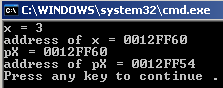 C:\WINDOWS\system32\cmd.exe
x = 3
address of x = 0012FF60
pX = 0012FF60
address of pX = 0012FF54
Press any key to continue .